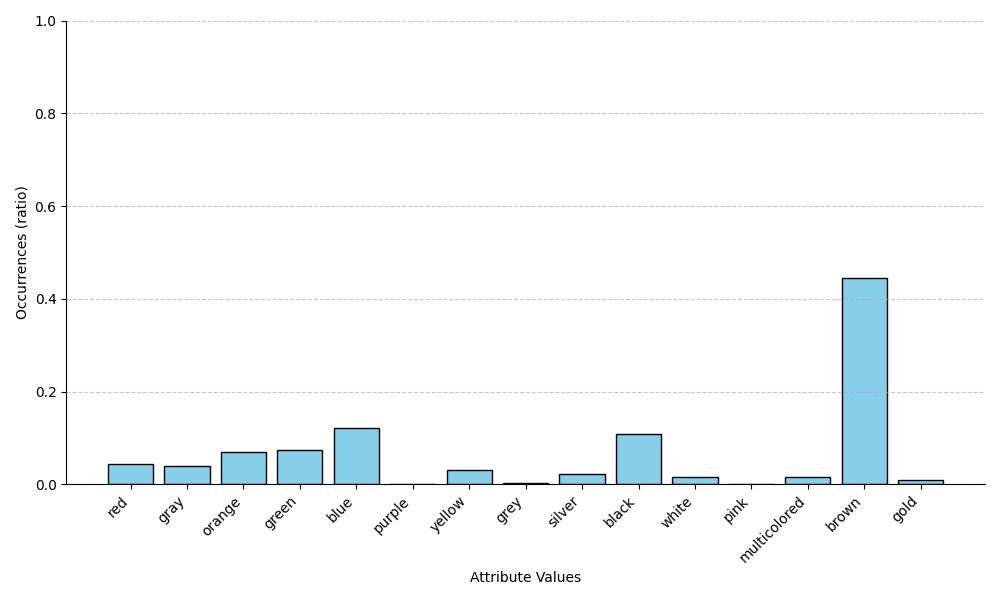 1.0
0.8
0.6
0.4
0.2
0.0
Occurrences (ratio)
red
gray
orange
green
blue
purple
yellow
grey
silver
black
white
pink
multicolored
brown
gold
Attribute Values